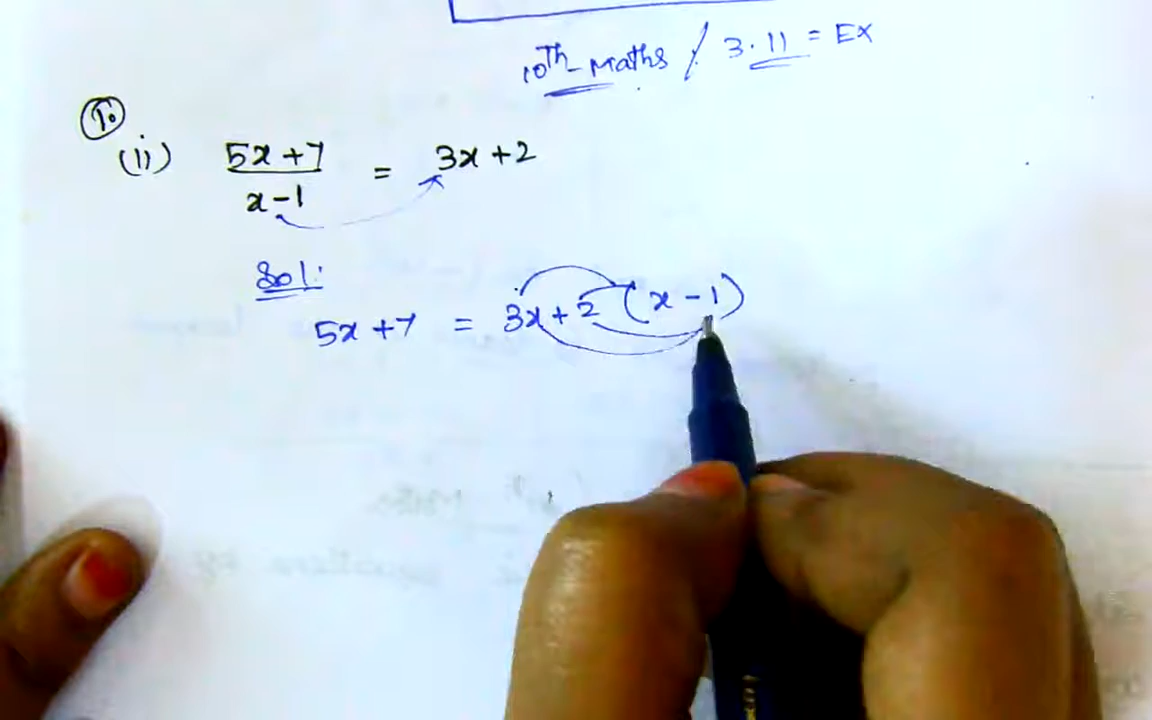 10Th Maths / 3.11 = Ex
1.
(ii) 5x+7 / x-1 = 3x+2
Sol:
5x+7 = 3x+2 (x-1)